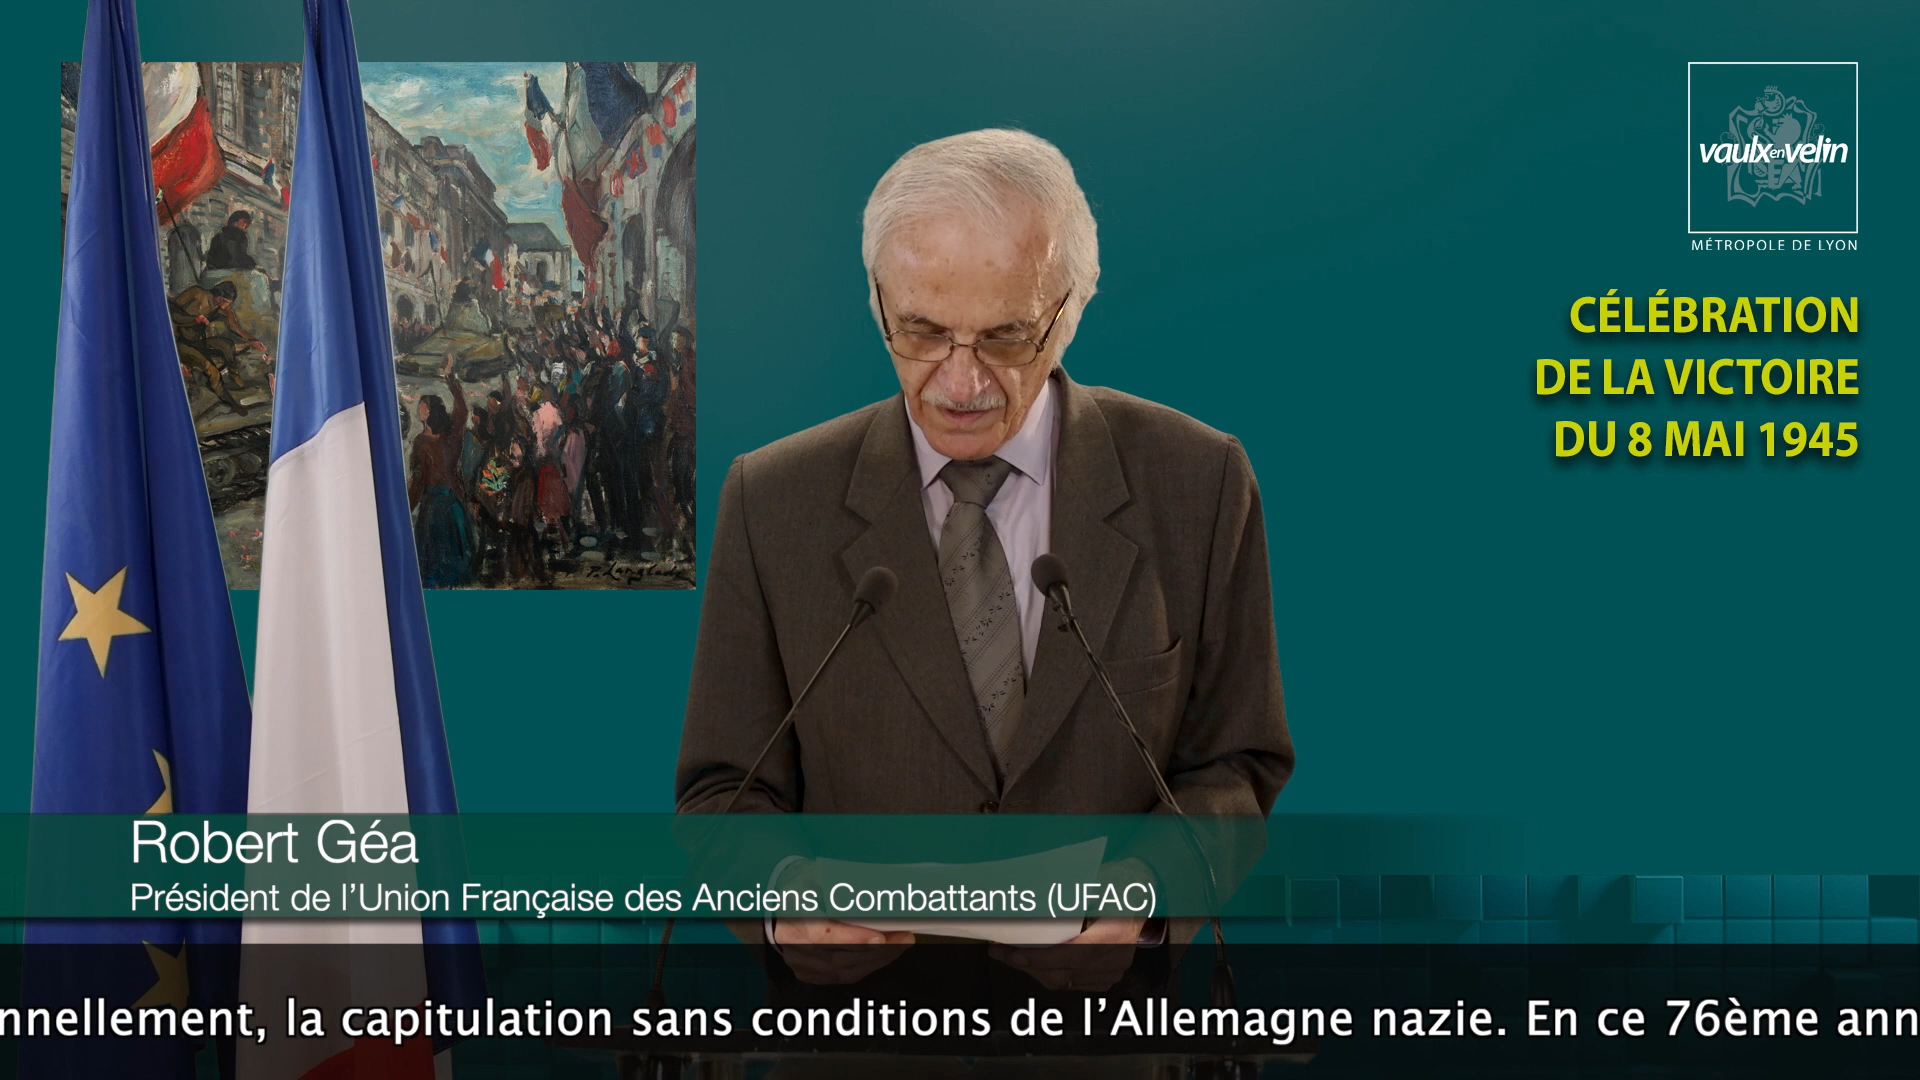 vaulx en velin
MÉTROPOLE DE LYON
CÉLÉBRATION
DE LA VICTOIRE
DU 8 MAI 1945
Robert Géa
Président de l’Union Française des Anciens Combattants (UFAC)
nnellement, la capitulation sans conditions de l’Allemagne nazie. En ce 76ème ann